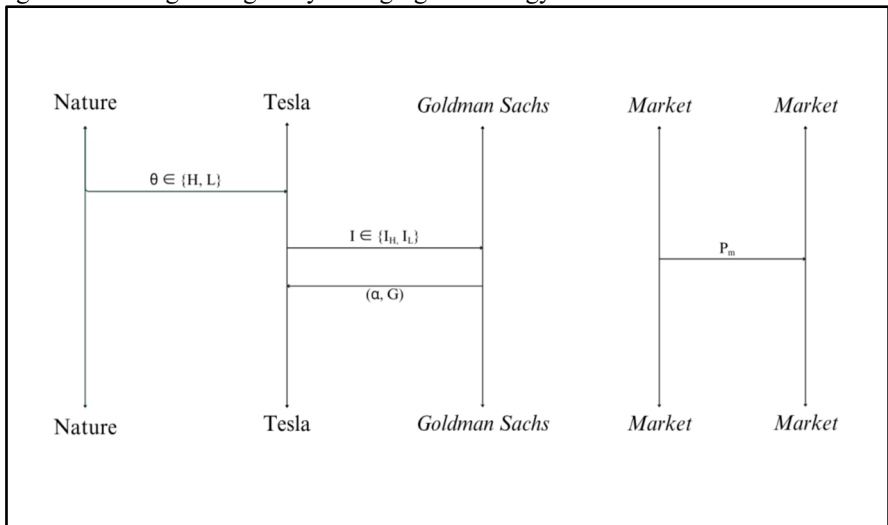 Nature Tesla Goldman Sachs Market Market
θ ∈ {H, L}
I ∈ {I_H, I_L}
P_m
(α, G)
Nature Tesla Goldman Sachs Market Market